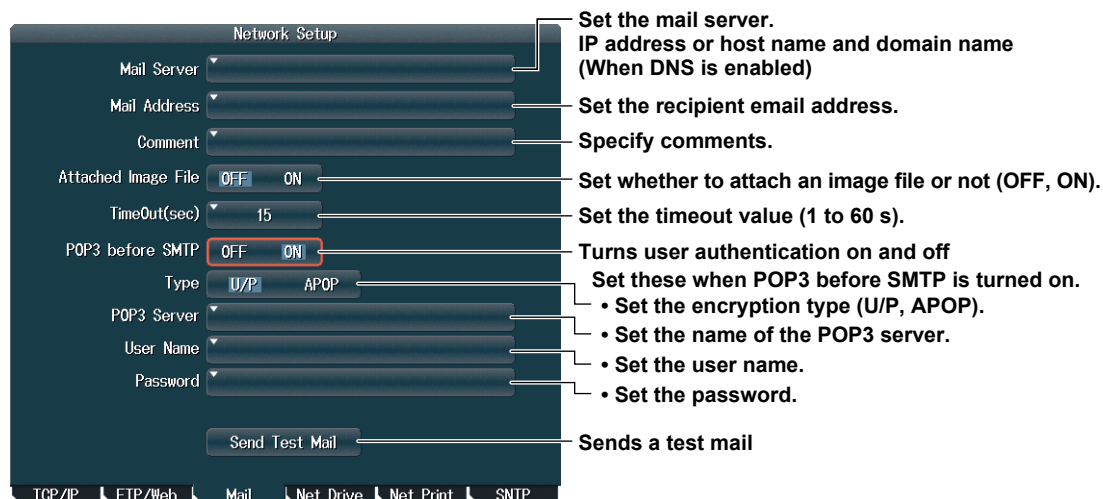 Network Setup
Mail Server
Mail Address
Comment
Attached Image File OFF ON
TimeOut(sec) 15
POP3 before SMTP OFF ON
Type U/P APOP
POP3 Server
User Name
Password
Send Test Mail
TCP/IP FTP/Web Mail Net Drive Net Print SNTP
Set the mail server.
IP address or host name and domain name
(When DNS is enabled)
Set the recipient email address.
Specify comments.
Set whether to attach an image file or not (OFF, ON).
Set the timeout value (1 to 60 s).
Turns user authentication on and off
Set these when POP3 before SMTP is turned on.
• Set the encryption type (U/P, APOP).
• Set the name of the POP3 server.
• Set the user name.
• Set the password.
Sends a test mail